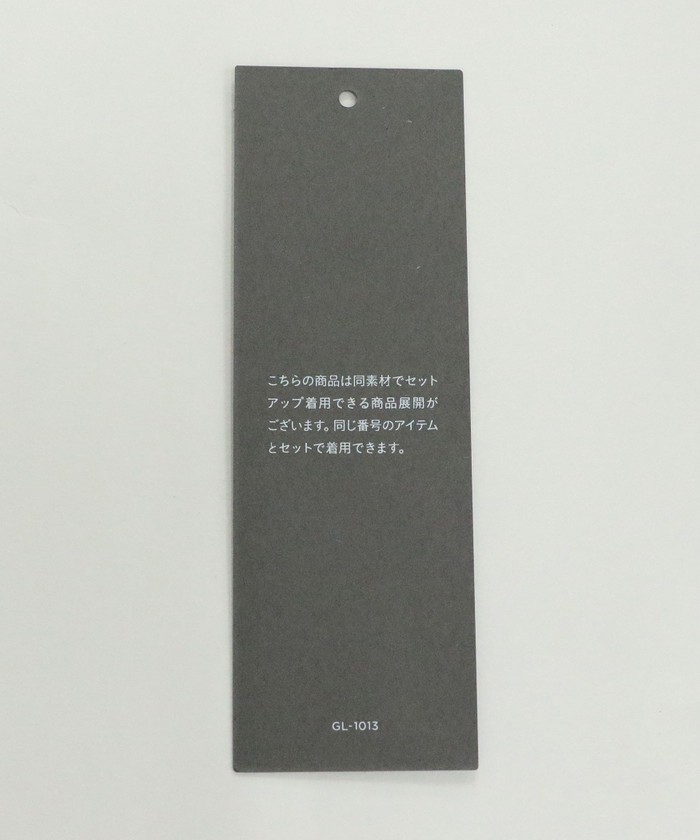 こちらの商品は同素材でセット
アップ着用できる商品展開が
ございます。同じ番号のアイテム
とセットで着用できます。
GL-1013